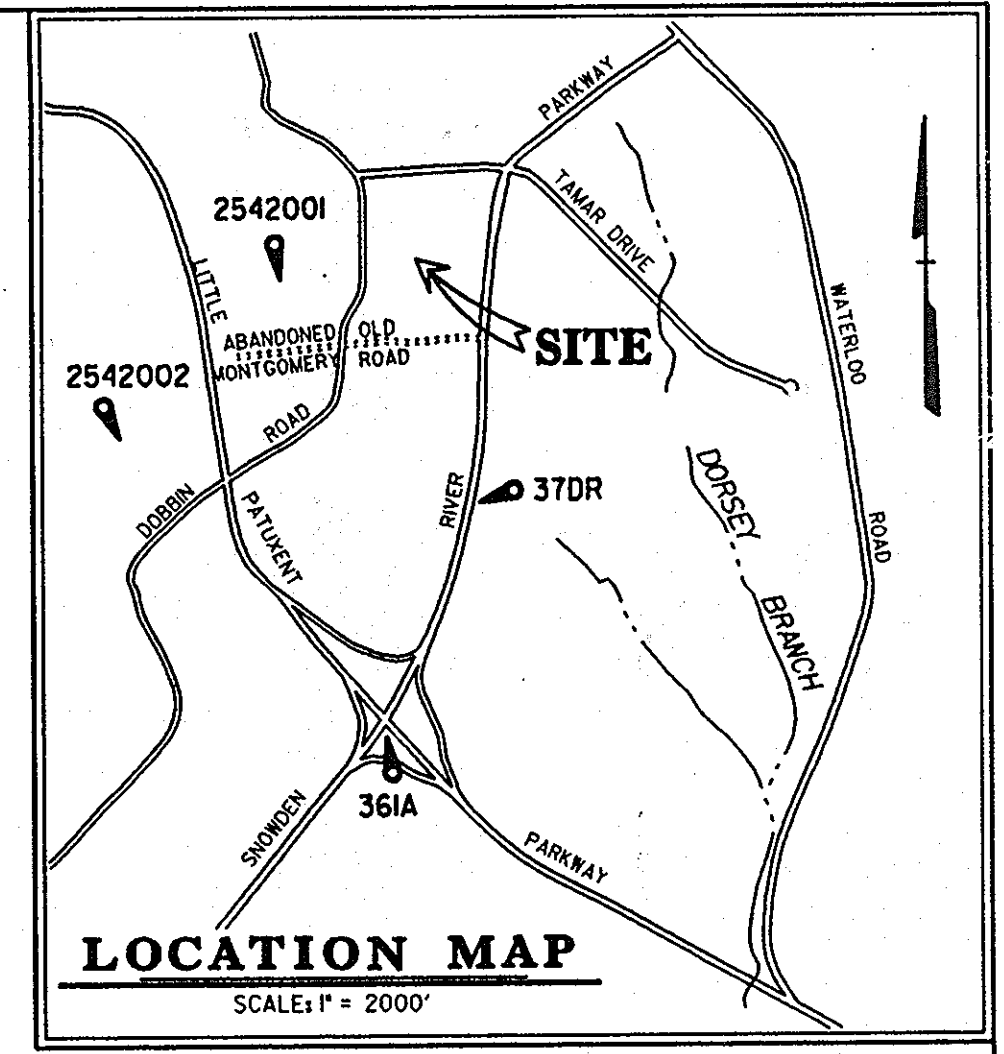 PARKWAY
TAMAR DRIVE
2542001
LITTLE
WATERLOO
ABANDONED OLD
MONTGOMERY ROAD
SITE
2542002
ROAD
DOBBIN
PATUXENT
RIVER
37DR
DORSEY
ROAD
BRANCH
361A
SNOWDEN
PARKWAY
LOCATION MAP
SCALE: 1" = 2000'